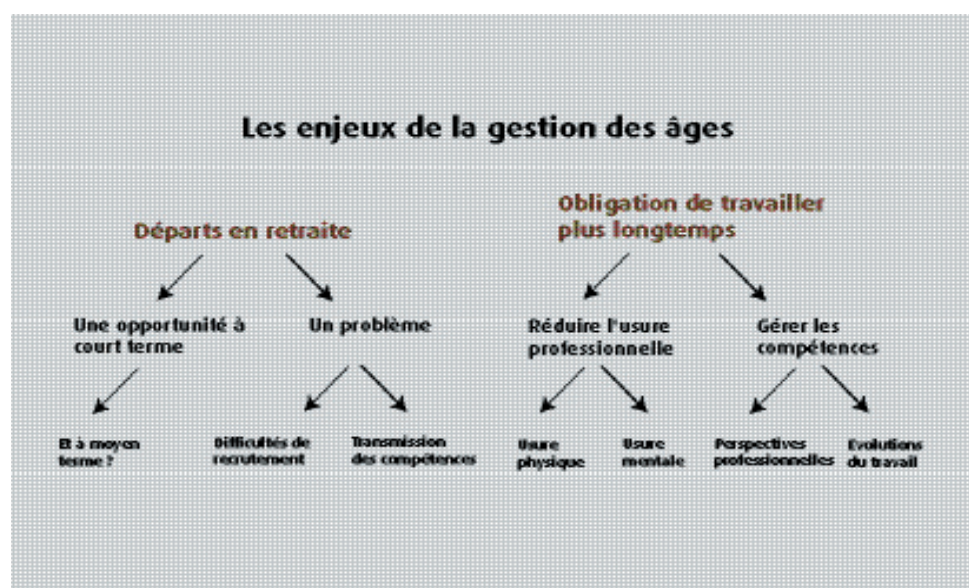 Les enjeux de la gestion des âges
Départs en retraite
Obligation de travailler
plus longtemps
Une opportunité à
court terme
Un problème
Réduire l'usure
professionnelle
Gérer les
compétences
Et à moyen
terme ?
Difficultés de
recrutement
Transmission
des compétences
Usure
physique
Usure
mentale
Perspectives
professionnelles
Evolutions
du travail